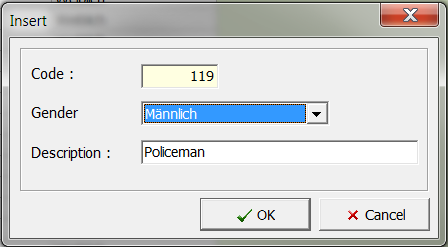 Insert
Code : 119
Gender Männlich
Description : Policeman
OK Cancel